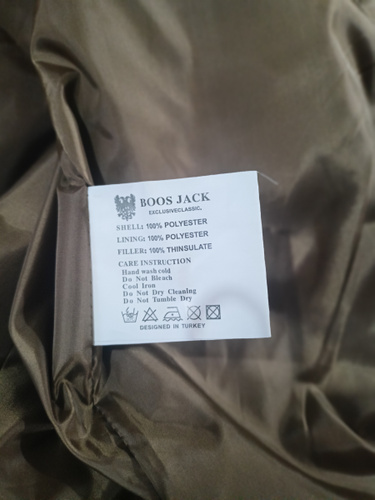 BOOS JACK
EXCLUSIVECLASSIC.
SHELL: 100% POLYESTER
LINING: 100% POLYESTER
FILLER: 100% THINSULATE
CARE INSTRUCTION
Hand wash cold
Do Not Bleach
Cool Iron
Do Not Dry Cleaning
Do Not Tumble Dry
DESIGNED IN TURKEY